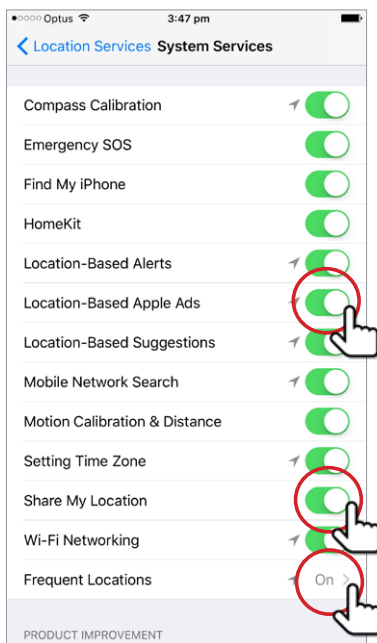 Optus 3:47 pm
Location Services System Services
Compass Calibration
Emergency SOS
Find My iPhone
HomeKit
Location-Based Alerts
Location-Based Apple Ads
Location-Based Suggestions
Mobile Network Search
Motion Calibration & Distance
Setting Time Zone
Share My Location
Wi-Fi Networking
Frequent Locations On
PRODUCT IMPROVEMENT